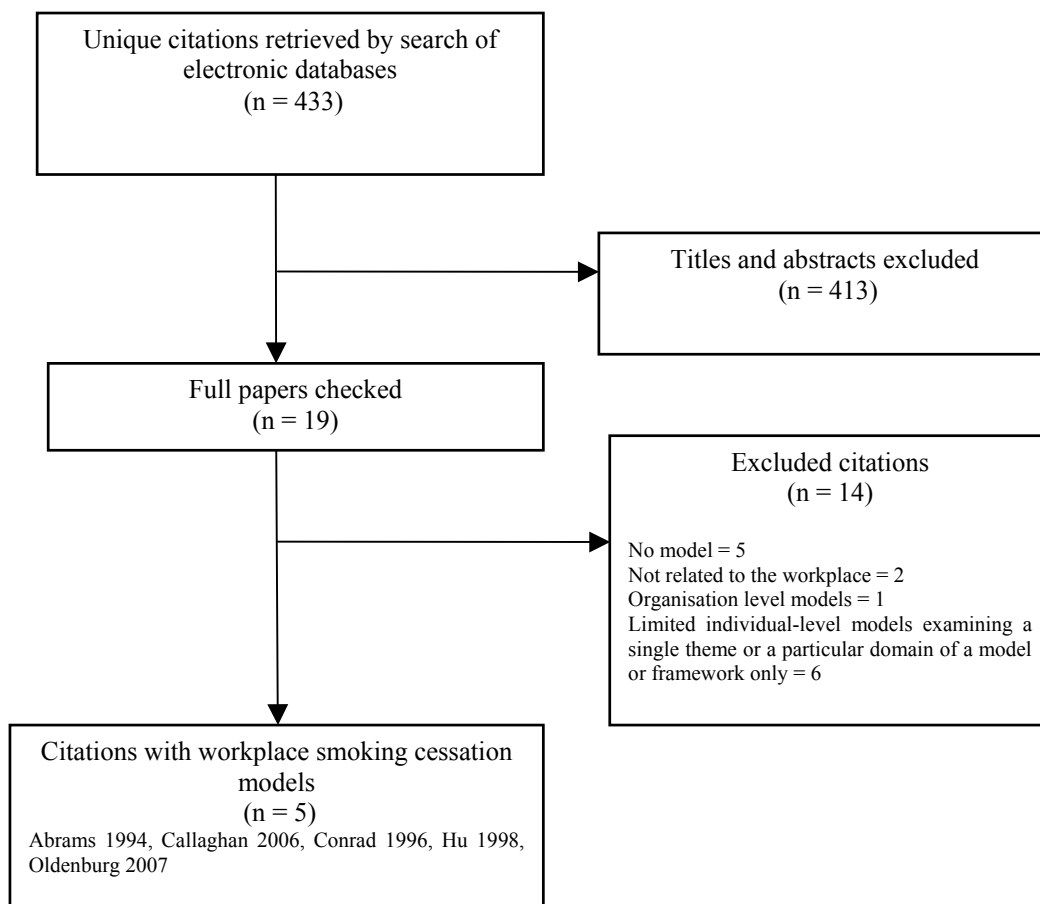 Unique citations retrieved by search of
electronic databases
(n = 433)
Titles and abstracts excluded
(n = 413)
Full papers checked
(n = 19)
Excluded citations
(n = 14)
No model = 5
Not related to the workplace = 2
Organisation level models = 1
Limited individual-level models examining a
single theme or a particular domain of a model
or framework only = 6
Citations with workplace smoking cessation
models
(n = 5)
Abrams 1994, Callaghan 2006, Conrad 1996, Hu 1998,
Oldenburg 2007